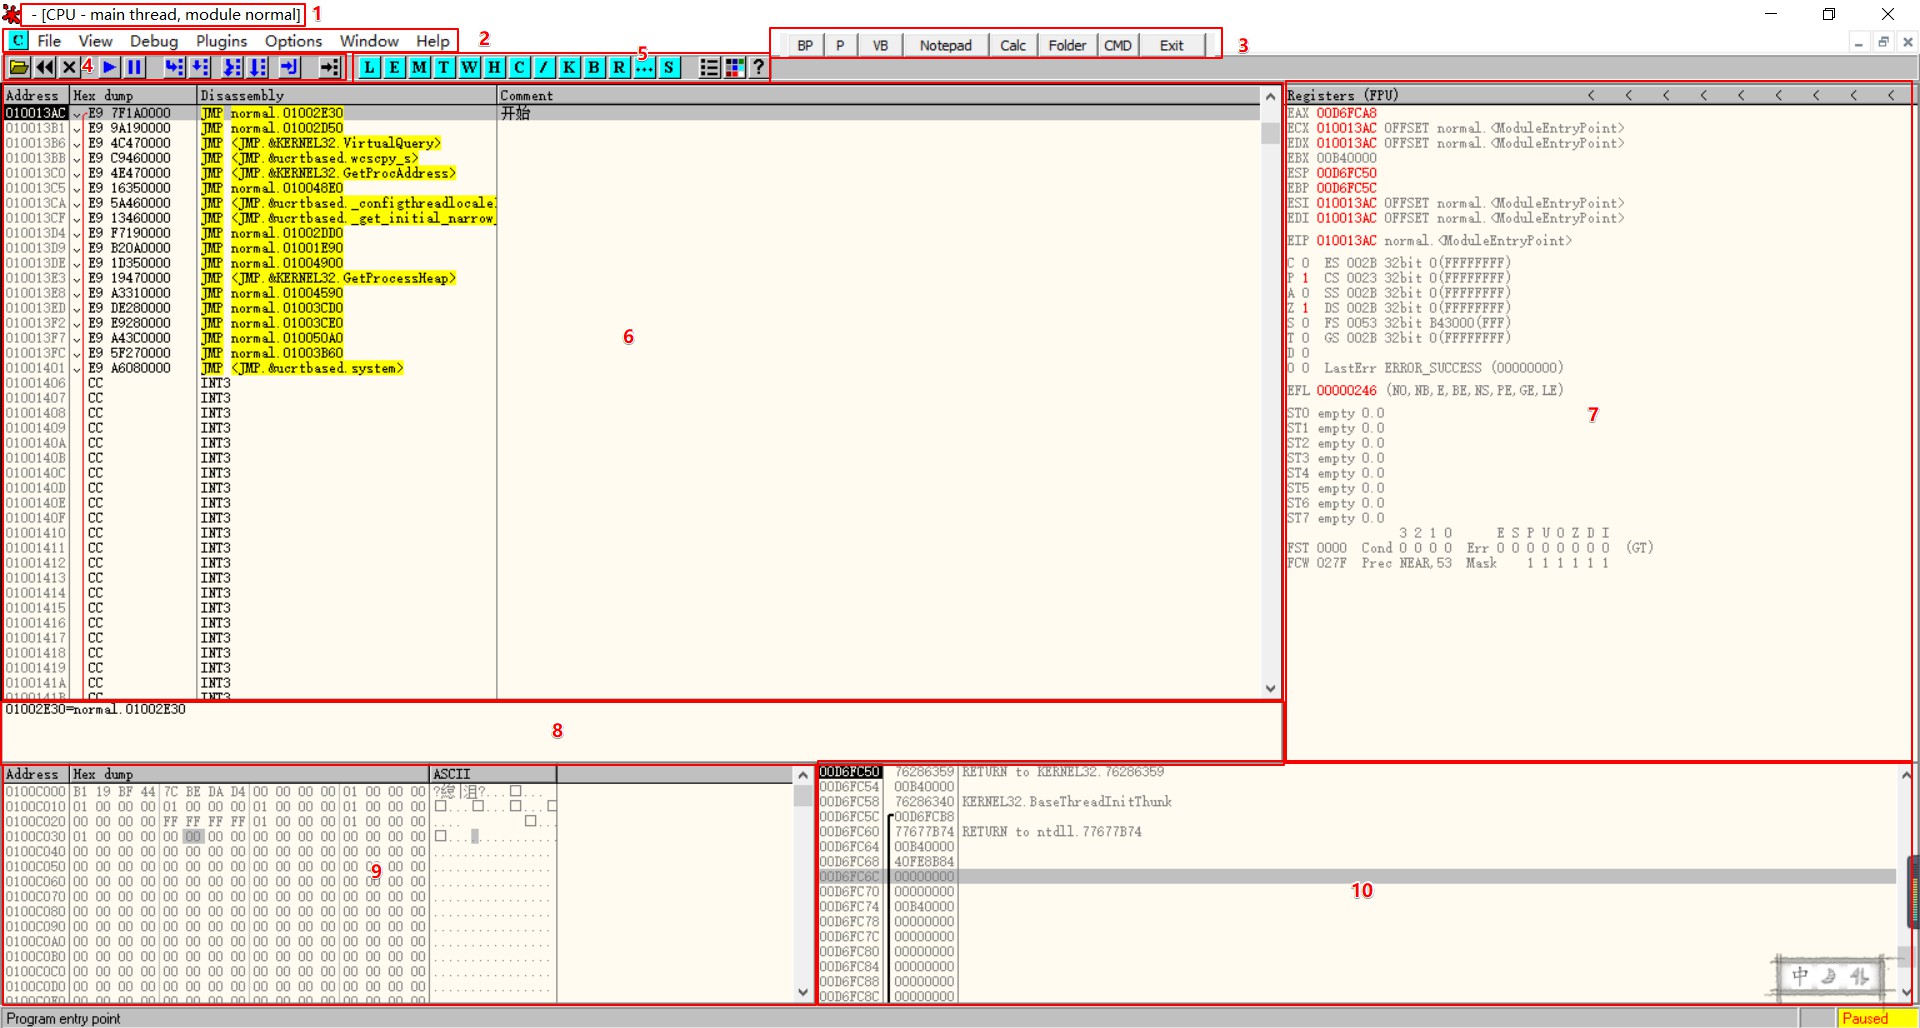 - [CPU - main thread, module normal] 1
C File View Debug Plugins Options Window Help 2
BP P VB Notepad Calc Folder CMD Exit 3
4 5
L E M T W H C / K B R ... S ?
Address Hex dump Disassembly Comment
010013AC E9 7F1A0000 JMP normal.01002E30 开始
010013B1 E9 9A190000 JMP normal.01002D50
010013B6 E9 4C470000 JMP <JMP.&KERNEL32.VirtualQuery>
010013BB E9 C9460000 JMP <JMP.&ucrtbased.wcscpy_s>
010013C0 E9 4E470000 JMP <JMP.&KERNEL32.GetProcAddress>
010013C5 E9 16350000 JMP normal.010048E0
010013CA E9 5A460000 JMP <JMP.&ucrtbased._configthreadlocale
010013CF E9 13460000 JMP <JMP.&ucrtbased._get_initial_narrow_
010013D4 E9 F7190000 JMP normal.01002DD0
010013D9 E9 B20A0000 JMP normal.01001E90
010013DE E9 1D350000 JMP normal.01004900
010013E3 E9 19470000 JMP <JMP.&KERNEL32.GetProcessHeap>
010013E8 E9 A3310000 JMP normal.01004590
010013ED E9 DE280000 JMP normal.01003CD0
010013F2 E9 E9280000 JMP normal.01003CE0
010013F7 E9 A43C0000 JMP normal.010050A0
010013FC E9 5F270000 JMP normal.01003B60
01001401 E9 A6080000 JMP <JMP.&ucrtbased.system>
01001406 CC INT3
01001407 CC INT3
01001408 CC INT3
01001409 CC INT3
0100140A CC INT3
0100140B CC INT3
0100140C CC INT3
0100140D CC INT3
0100140E CC INT3
0100140F CC INT3
01001410 CC INT3
01001411 CC INT3
01001412 CC INT3
01001413 CC INT3
01001414 CC INT3
01001415 CC INT3
01001416 CC INT3
01001417 CC INT3
01001418 CC INT3
01001419 CC INT3
0100141A CC INT3
0100141B CC INT3
6
Registers (FPU) < < < < < < < < <
EAX 00D6FCA8
ECX 010013AC OFFSET normal.<ModuleEntryPoint>
EDX 010013AC OFFSET normal.<ModuleEntryPoint>
EBX 00B40000
ESP 00D6FC50
EBP 00D6FC5C
ESI 010013AC OFFSET normal.<ModuleEntryPoint>
EDI 010013AC OFFSET normal.<ModuleEntryPoint>
EIP 010013AC normal.<ModuleEntryPoint>
C 0 ES 002B 32bit 0(FFFFFFFF)
P 1 CS 0023 32bit 0(FFFFFFFF)
A 0 SS 002B 32bit 0(FFFFFFFF)
Z 1 DS 002B 32bit 0(FFFFFFFF)
S 0 FS 0053 32bit B43000(FFF)
T 0 GS 002B 32bit 0(FFFFFFFF)
D 0
O 0 LastErr ERROR_SUCCESS (00000000)
EFL 00000246 (NO,NB,E,BE,NS,PE,GE,LE)
7
ST0 empty 0.0
ST1 empty 0.0
ST2 empty 0.0
ST3 empty 0.0
ST4 empty 0.0
ST5 empty 0.0
ST6 empty 0.0
ST7 empty 0.0
3 2 1 0 E S P U O Z D I
FST 0000 Cond 0 0 0 0 Err 0 0 0 0 0 0 0 0 (GT)
FCW 027F Prec NEAR,53 Mask 1 1 1 1 1 1
01002E30=normal.01002E30
8
Address Hex dump ASCII
0100C000 B1 19 BF 44 7C BE DA D4 00 00 00 00 01 00 00 00
0100C010 01 00 00 00 01 00 00 00 01 00 00 00 01 00 00 00
0100C020 00 00 00 00 FF FF FF FF 01 00 00 00 01 00 00 00
0100C030 01 00 00 00 00 00 00 00 00 00 00 00 00 00 00 00
0100C040 00 00 00 00 00 00 00 00 00 00 00 00 00 00 00 00
0100C050 00 00 00 00 00 00 00 00 00 00 00 00 00 00 00 00
0100C060 00 00 00 00 00 00 00 00 00 00 00 00 00 00 00 00
0100C070 00 00 00 00 00 00 00 00 00 00 00 00 00 00 00 00
0100C080 00 00 00 00 00 00 00 00 00 00 00 00 00 00 00 00
0100C090 00 00 00 00 00 00 00 00 00 00 00 00 00 00 00 00
0100C0A0 00 00 00 00 00 00 00 00 00 00 00 00 00 00 00 00
0100C0B0 00 00 00 00 00 00 00 00 00 00 00 00 00 00 00 00
0100C0C0 00 00 00 00 00 00 00 00 00 00 00 00 00 00 00 00
0100C0D0 00 00 00 00 00 00 00 00 00 00 00 00 00 00 00 00
0100C0E0 00 00 00 00 00 00 00 00 00 00 00 00 00 00 00 00
9
00D6FC50 76286359 RETURN to KERNEL32.76286359
00D6FC54 00B40000
00D6FC58 76286340 KERNEL32.BaseThreadInitThunk
00D6FC5C 00D6FCB8
00D6FC60 77677B74 RETURN to ntdll.77677B74
00D6FC64 00B40000
00D6FC68 40FE8B84
00D6FC6C 00000000
00D6FC70 00000000
00D6FC74 00B40000
00D6FC78 00000000
00D6FC7C 00000000
00D6FC80 00000000
00D6FC84 00000000
00D6FC88 00000000
00D6FC8C 00000000
10
中
Program entry point Paused